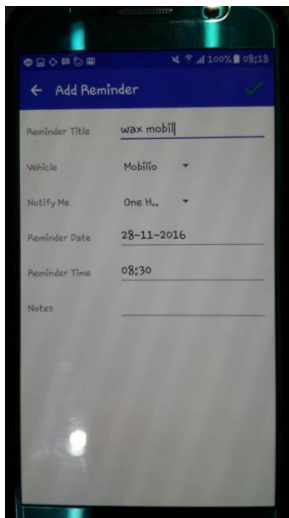 100% 08:18
Add Reminder
Reminder Title wax mobil
Vehicle Mobilio
Notify Me One H..
Reminder Date 28-11-2016
Reminder Time 08:30
Notes